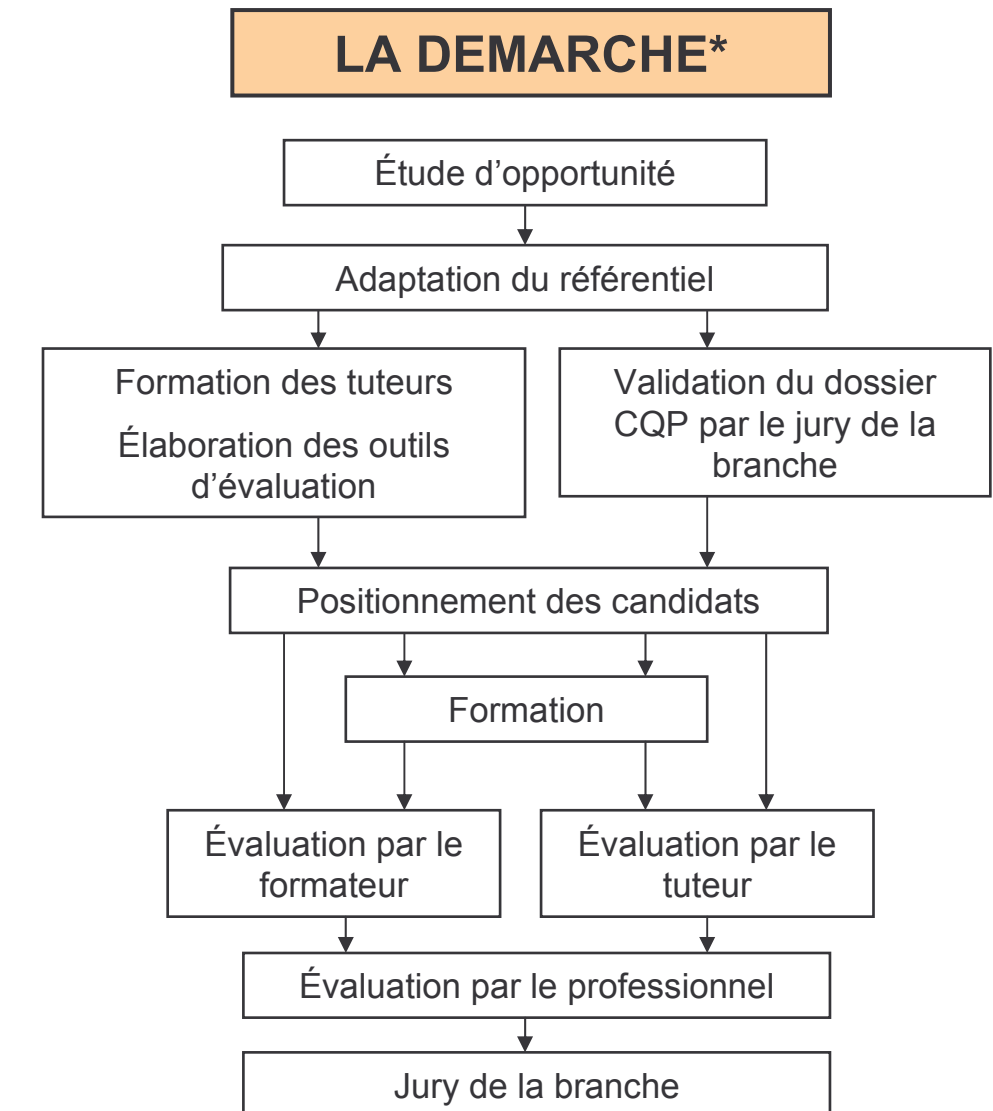 LA DEMARCHE*
Étude d’opportunité
Adaptation du référentiel
Formation des tuteurs
Élaboration des outils
d’évaluation
Validation du dossier
CQP par le jury de la
branche
Positionnement des candidats
Formation
Évaluation par le
formateur
Évaluation par le
tuteur
Évaluation par le professionnel
Jury de la branche